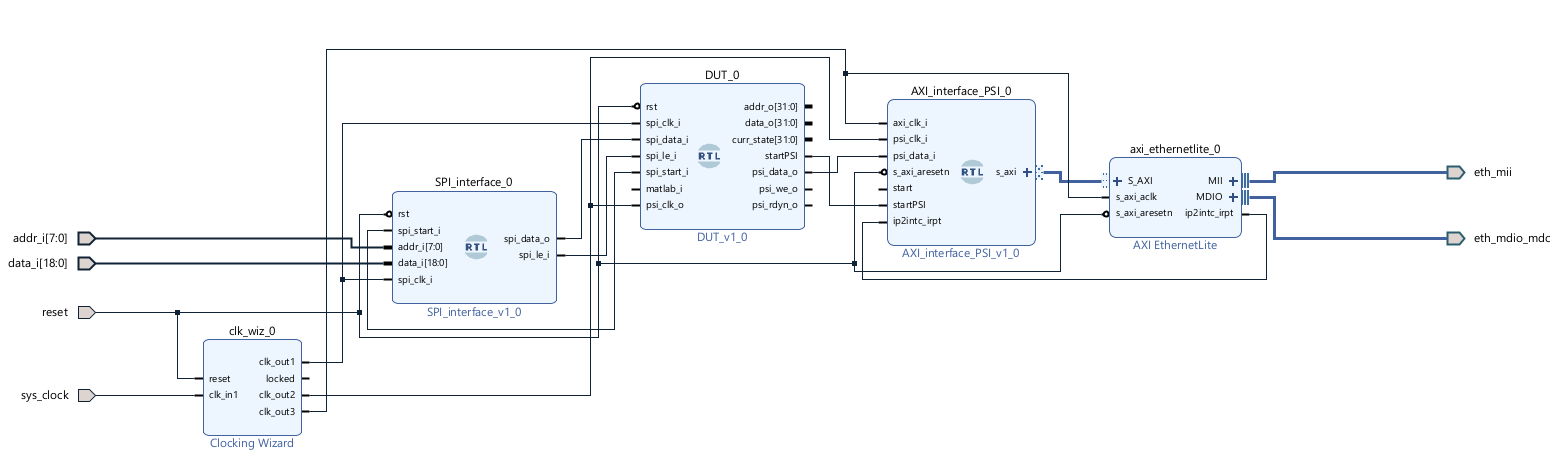 addr_i[7:0]
data_i[18:0]
reset
sys_clock
clk_wiz_0
reset
clk_in1
clk_out1
locked
clk_out2
clk_out3
Clocking Wizard
SPI_interface_0
rst
spi_start_i
addr_i[7:0]
data_i[18:0]
spi_clk_i
RTL
spi_data_o
spi_le_i
SPI_interface_v1_0
DUT_0
rst
spi_clk_i
spi_data_i
spi_le_i
spi_start_i
matlab_i
psi_clk_o
RTL
addr_o[31:0]
data_o[31:0]
curr_state[31:0]
startPSI
psi_data_o
psi_we_o
psi_rdyn_o
DUT_v1_0
AXI_interface_PSI_0
axi_clk_i
psi_clk_i
psi_data_i
s_axi_aresetn
start
startPSI
ip2intc_irpt
RTL
s_axi
AXI_interface_PSI_v1_0
axi_ethernetlite_0
S_AXI
s_axi_aclk
s_axi_aresetn
MII
MDIO
ip2intc_irpt
AXI EthernetLite
eth_mii
eth_mdio_mdc